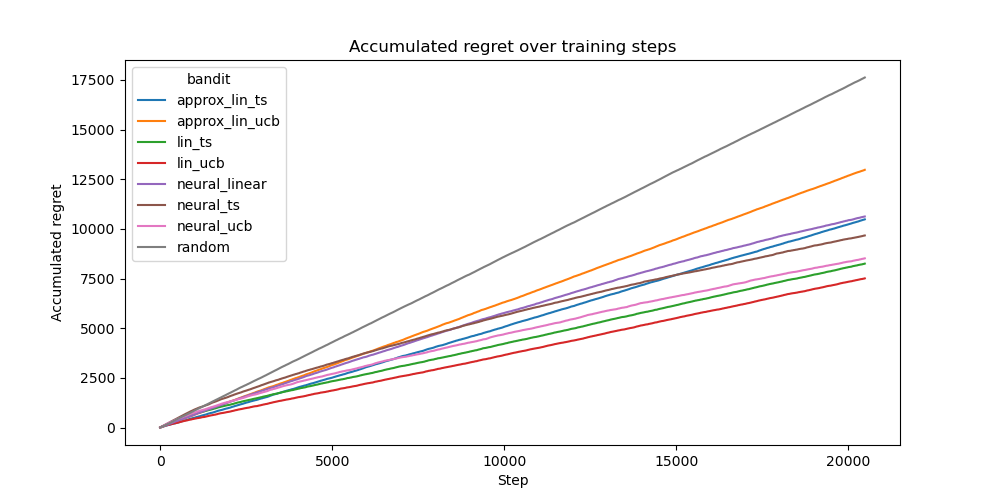 Accumulated regret over training steps
Accumulated regret
17500
15000
12500
10000
7500
5000
2500
0
bandit
approx_lin_ts
approx_lin_ucb
lin_ts
lin_ucb
neural_linear
neural_ts
neural_ucb
random
0
5000
10000
15000
20000
Step